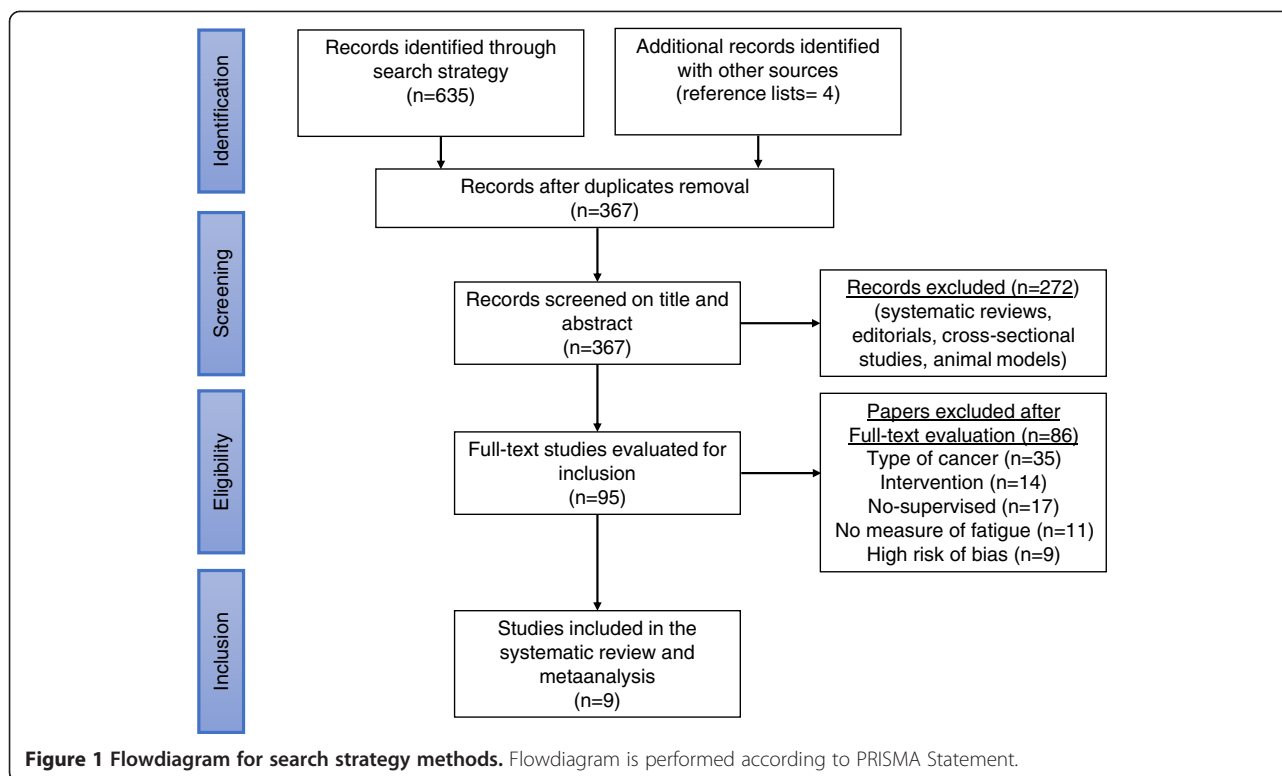 Identification
Records identified through
search strategy
(n=635)
Additional records identified
with other sources
(reference lists= 4)
Records after duplicates removal
(n=367)
Screening
Records screened on title and
abstract
(n=367)
Records excluded (n=272)
(systematic reviews,
editorials, cross-sectional
studies, animal models)
Eligibility
Full-text studies evaluated for
inclusion
(n=95)
Papers excluded after
Full-text evaluation (n=86)
Type of cancer (n=35)
Intervention (n=14)
No-supervised (n=17)
No measure of fatigue (n=11)
High risk of bias (n=9)
Inclusion
Studies included in the
systematic review and
metaanalysis
(n=9)
Figure 1 Flowdiagram for search strategy methods. Flowdiagram is performed according to PRISMA Statement.